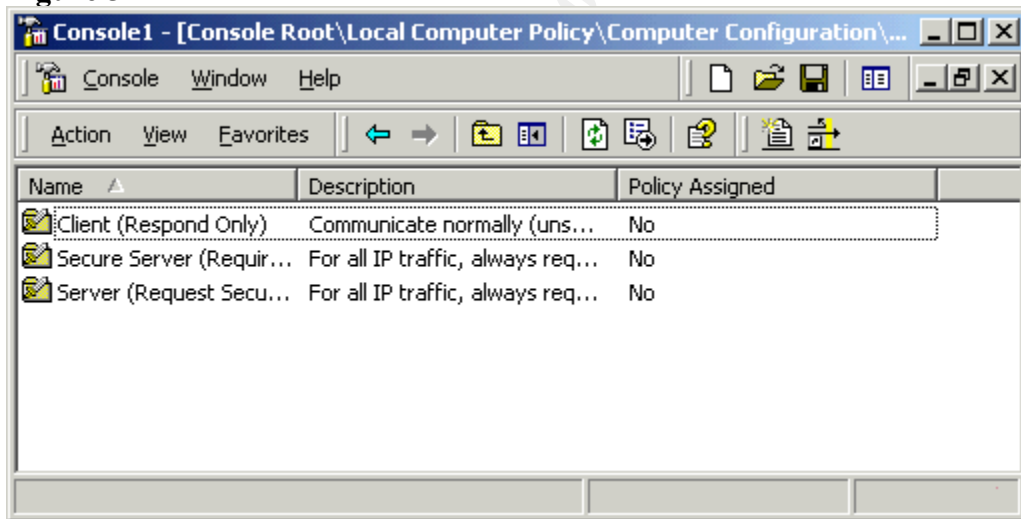 Console1 - [Console Root\Local Computer Policy\Computer Configuration\...
Console Window Help
Action View Favorites
Name Description Policy Assigned
Client (Respond Only) Communicate normally (uns... No
Secure Server (Requir... For all IP traffic, always req... No
Server (Request Secu... For all IP traffic, always req... No